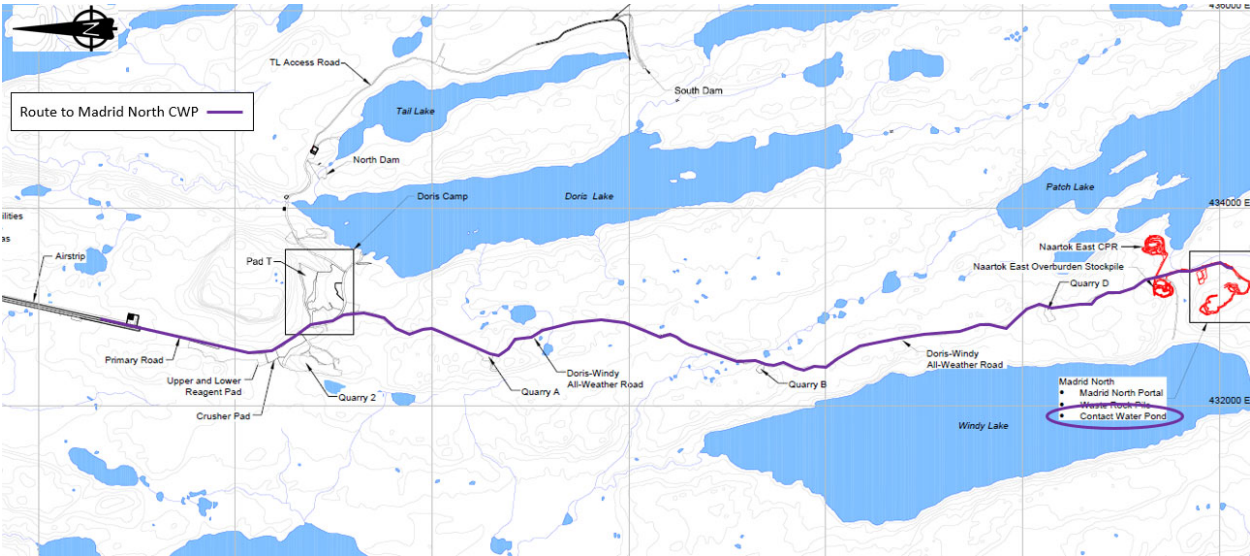 N
436000 E
TL Access Road
South Dam
Route to Madrid North CWP
Tail Lake
North Dam
Doris Camp
Doris Lake
Patch Lake
434000 E
ilities
as
Airstrip
Pad T
Naartok East CPR
Naartok East Overburden Stockpile
Quarry D
Primary Road
Upper and Lower
Reagent Pad
Crusher Pad
Quarry 2
Quarry A
Doris-Windy
All-Weather Road
Quarry B
Doris-Windy
All-Weather Road
Windy Lake
Madrid North
• Madrid North Portal
• Waste Rock Pile
• Contact Water Pond
432000 E